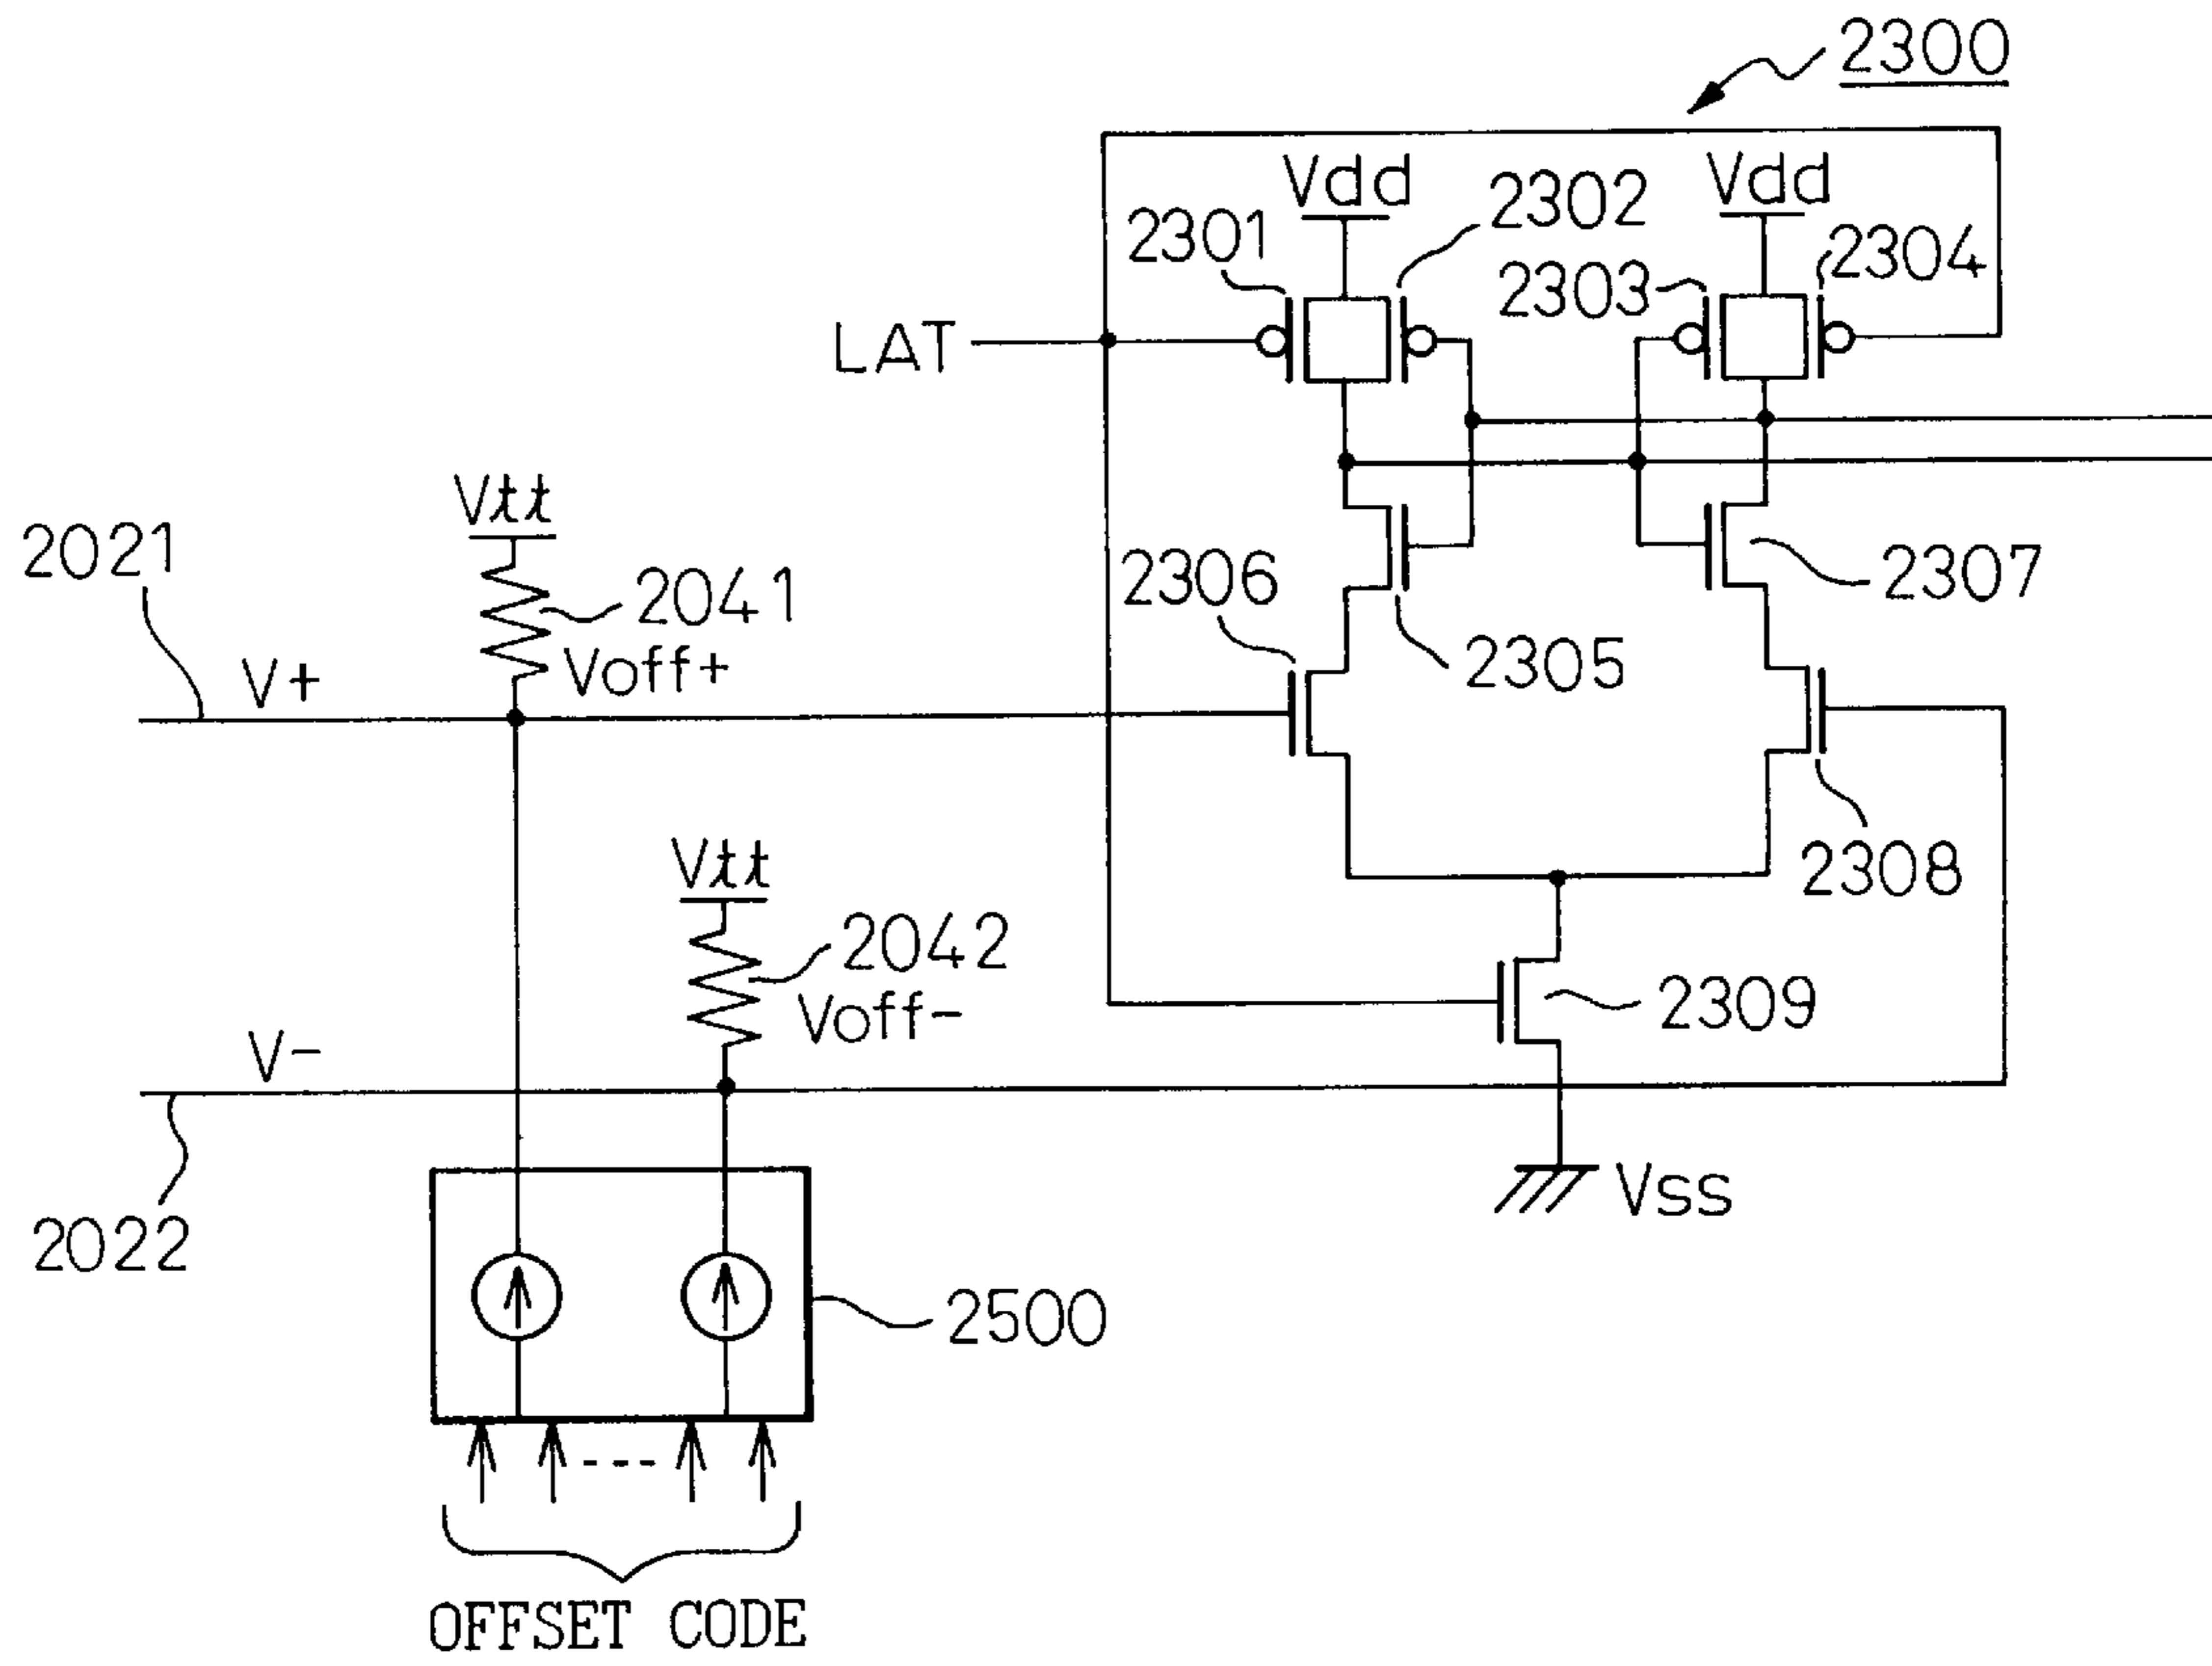 2300
Vdd
Vdd
2301
2302
2303
2304
LAT
Vtt
2021
2041
2306
2307
V+
Voff+
2305
Vtt
2308
2042
2309
V-
Voff-
Vss
2022
2500
---
OFFSET CODE